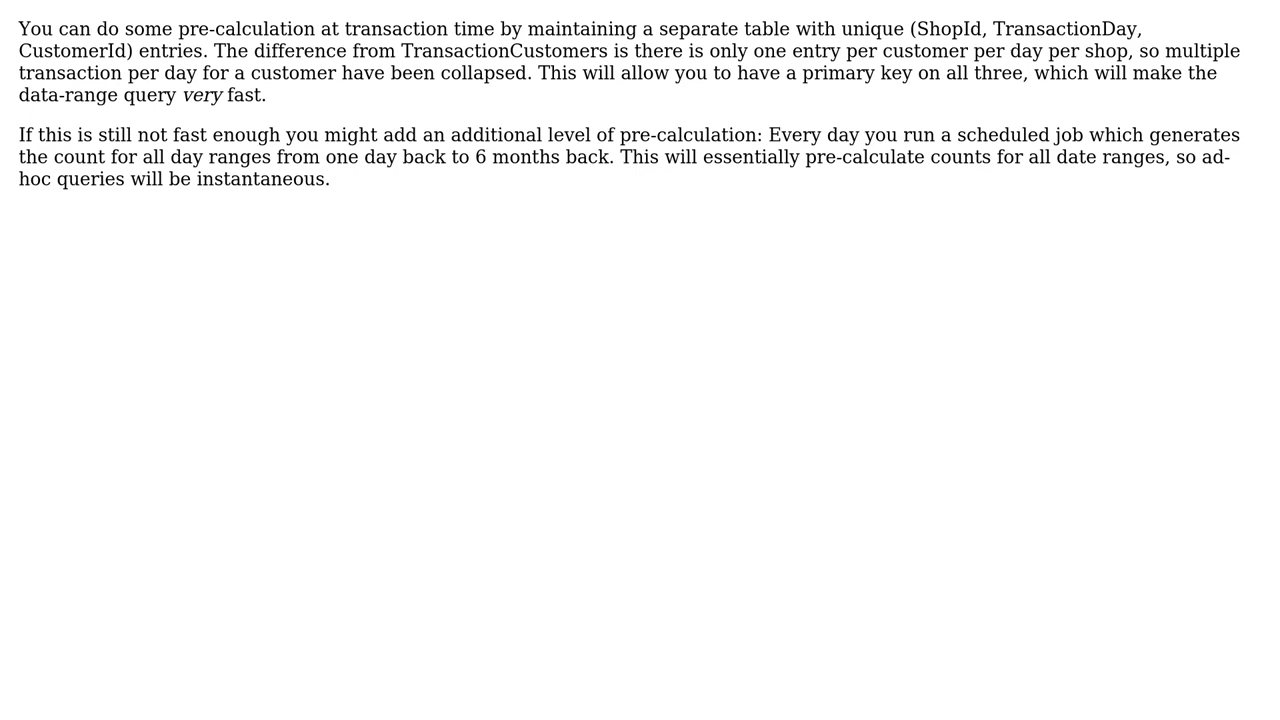 You can do some pre-calculation at transaction time by maintaining a separate table with unique (ShopId, TransactionDay,
CustomerId) entries. The difference from TransactionCustomers is there is only one entry per customer per day per shop, so multiple
transaction per day for a customer have been collapsed. This will allow you to have a primary key on all three, which will make the
data-range query very fast.
If this is still not fast enough you might add an additional level of pre-calculation: Every day you run a scheduled job which generates
the count for all day ranges from one day back to 6 months back. This will essentially pre-calculate counts for all date ranges, so ad-
hoc queries will be instantaneous.